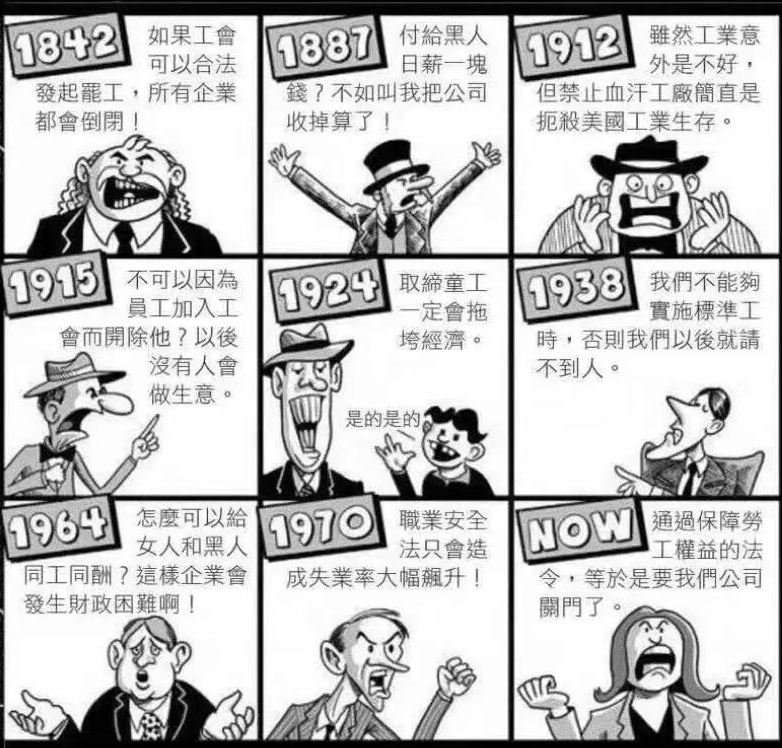 1842
如果工會
可以合法
發起罷工，所有企業
都會倒閉！
1887
付給黑人
日薪一塊
錢？不如叫我把公司
收掉算了！
1912
雖然工業意
外是不好，
但禁止血汗工廠簡直是
扼殺美國工業生存。
1915
不可以因為
員工加入工
會而開除他？以後
沒有人會
做生意。
1924
取締童工
一定會拖
垮經濟。
是的是的
1938
我們不能夠
實施標準工
時，否則我們以後就請
不到人。
1964
怎麼可以給
女人和黑人
同工同酬？這樣企業會
發生財政困難啊！
1970
職業安全
法只會造
成失業率大幅飆升！
NOW
通過保障勞
工權益的法
令，等於是要我們公司
關門了。